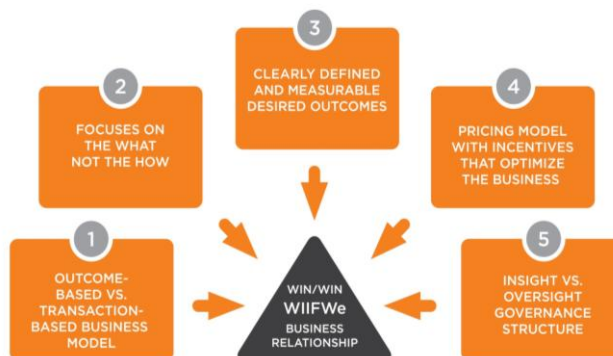 1
OUTCOME-
BASED VS.
TRANSACTION-
BASED BUSINESS
MODEL
2
FOCUSES ON
THE WHAT
NOT THE HOW
3
CLEARLY DEFINED
AND MEASURABLE
DESIRED OUTCOMES
4
PRICING MODEL
WITH INCENTIVES
THAT OPTIMIZE
THE BUSINESS
5
INSIGHT VS.
OVERSIGHT
GOVERNANCE
STRUCTURE
WIN/WIN
WIIFWe
BUSINESS
RELATIONSHIP